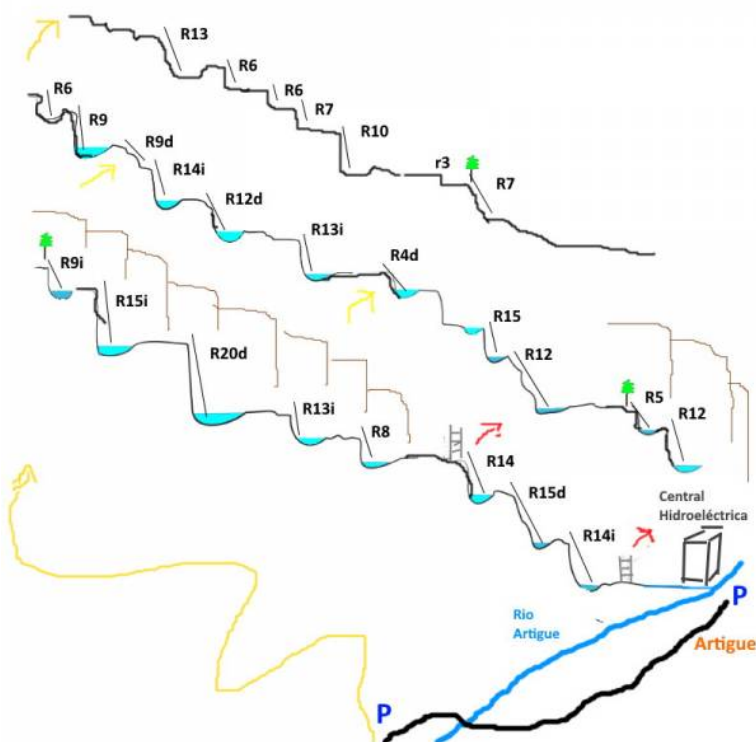 R13
R6
R6
R7
R10
r3
R7
R6
R9
R9d
R14i
R12d
R13i
R4d
R15
R12
R5
R12
R9i
R15i
R20d
R13i
R8
R14
R15d
R14i
Central
Hidroeléctrica
Rio
Artigue
P
Artigue
P